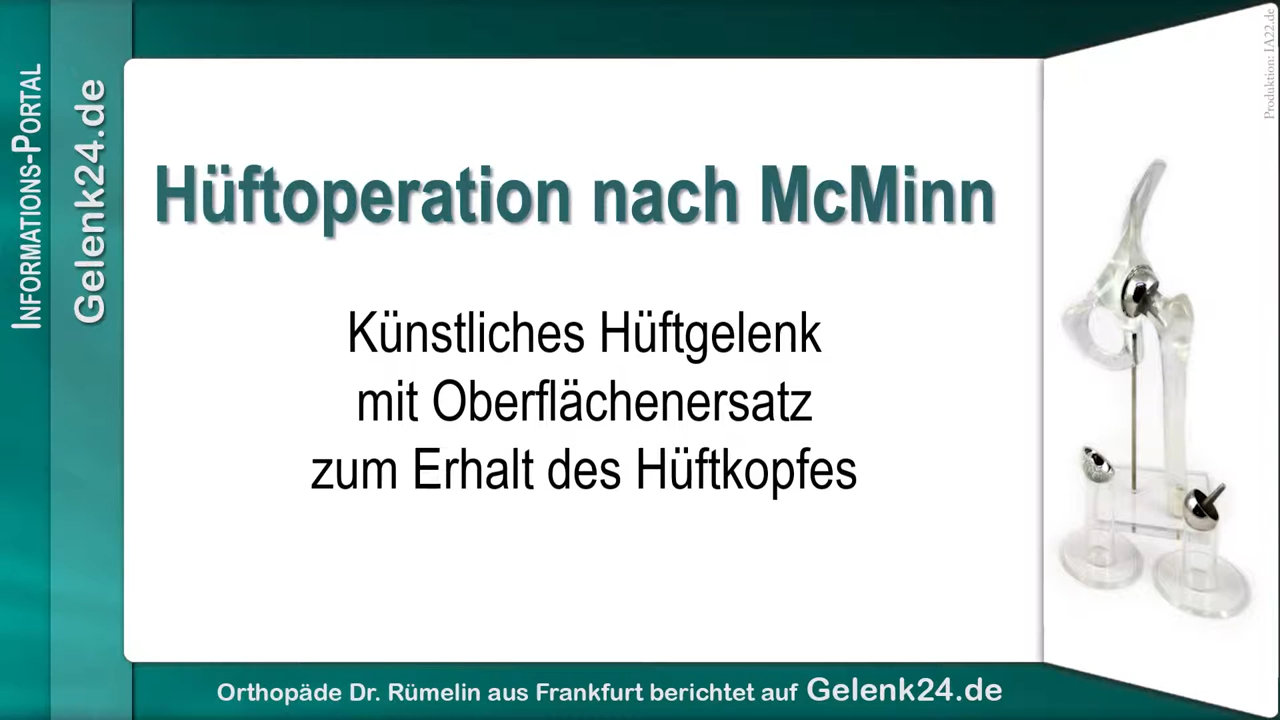 INFORMATIONS-PORTAL
Gelenk24.de
Hüftoperation nach McMinn
Künstliches Hüftgelenk
mit Oberflächenersatz
zum Erhalt des Hüftkopfes
Orthopäde Dr. Rümelin aus Frankfurt berichtet auf Gelenk24.de
Produktion: IA22.de